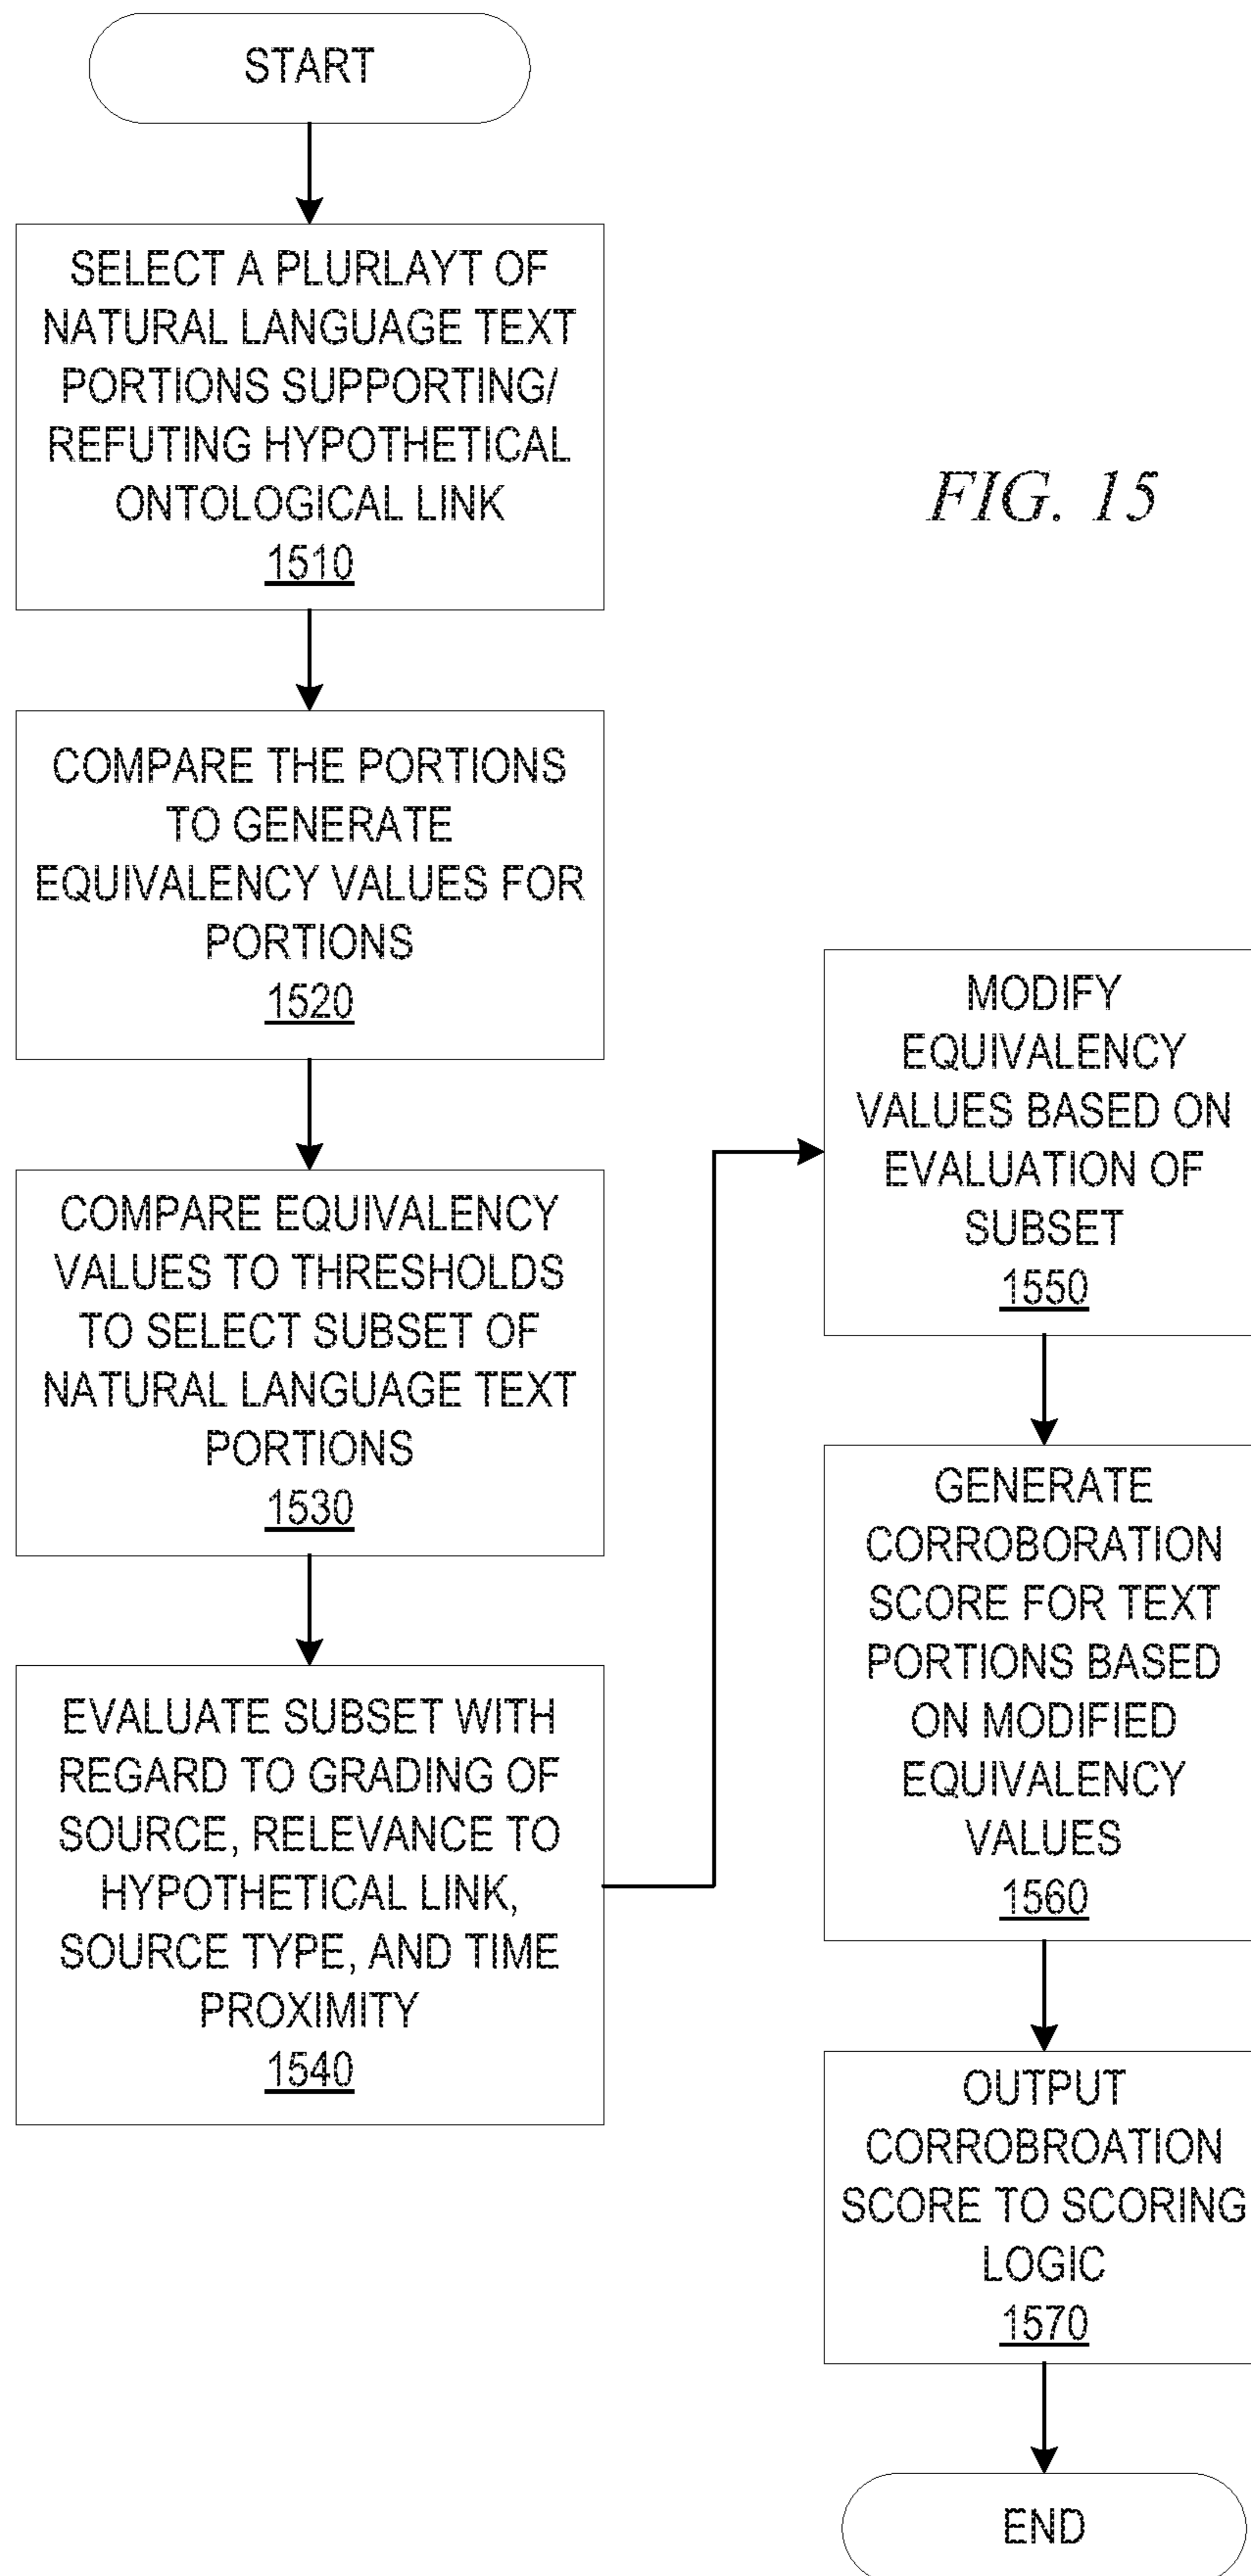 START
SELECT A PLURLAYT OF
NATURAL LANGUAGE TEXT
PORTIONS SUPPORTING/
REFUTING HYPOTHETICAL
ONTOLOGICAL LINK
1510
COMPARE THE PORTIONS
TO GENERATE
EQUIVALENCY VALUES FOR
PORTIONS
1520
COMPARE EQUIVALENCY
VALUES TO THRESHOLDS
TO SELECT SUBSET OF
NATURAL LANGUAGE TEXT
PORTIONS
1530
EVALUATE SUBSET WITH
REGARD TO GRADING OF
SOURCE, RELEVANCE TO
HYPOTHETICAL LINK,
SOURCE TYPE, AND TIME
PROXIMITY
1540
FIG. 15
MODIFY
EQUIVALENCY
VALUES BASED ON
EVALUATION OF
SUBSET
1550
GENERATE
CORROBORATION
SCORE FOR TEXT
PORTIONS BASED
ON MODIFIED
EQUIVALENCY
VALUES
1560
OUTPUT
CORROBROATION
SCORE TO SCORING
LOGIC
1570
END